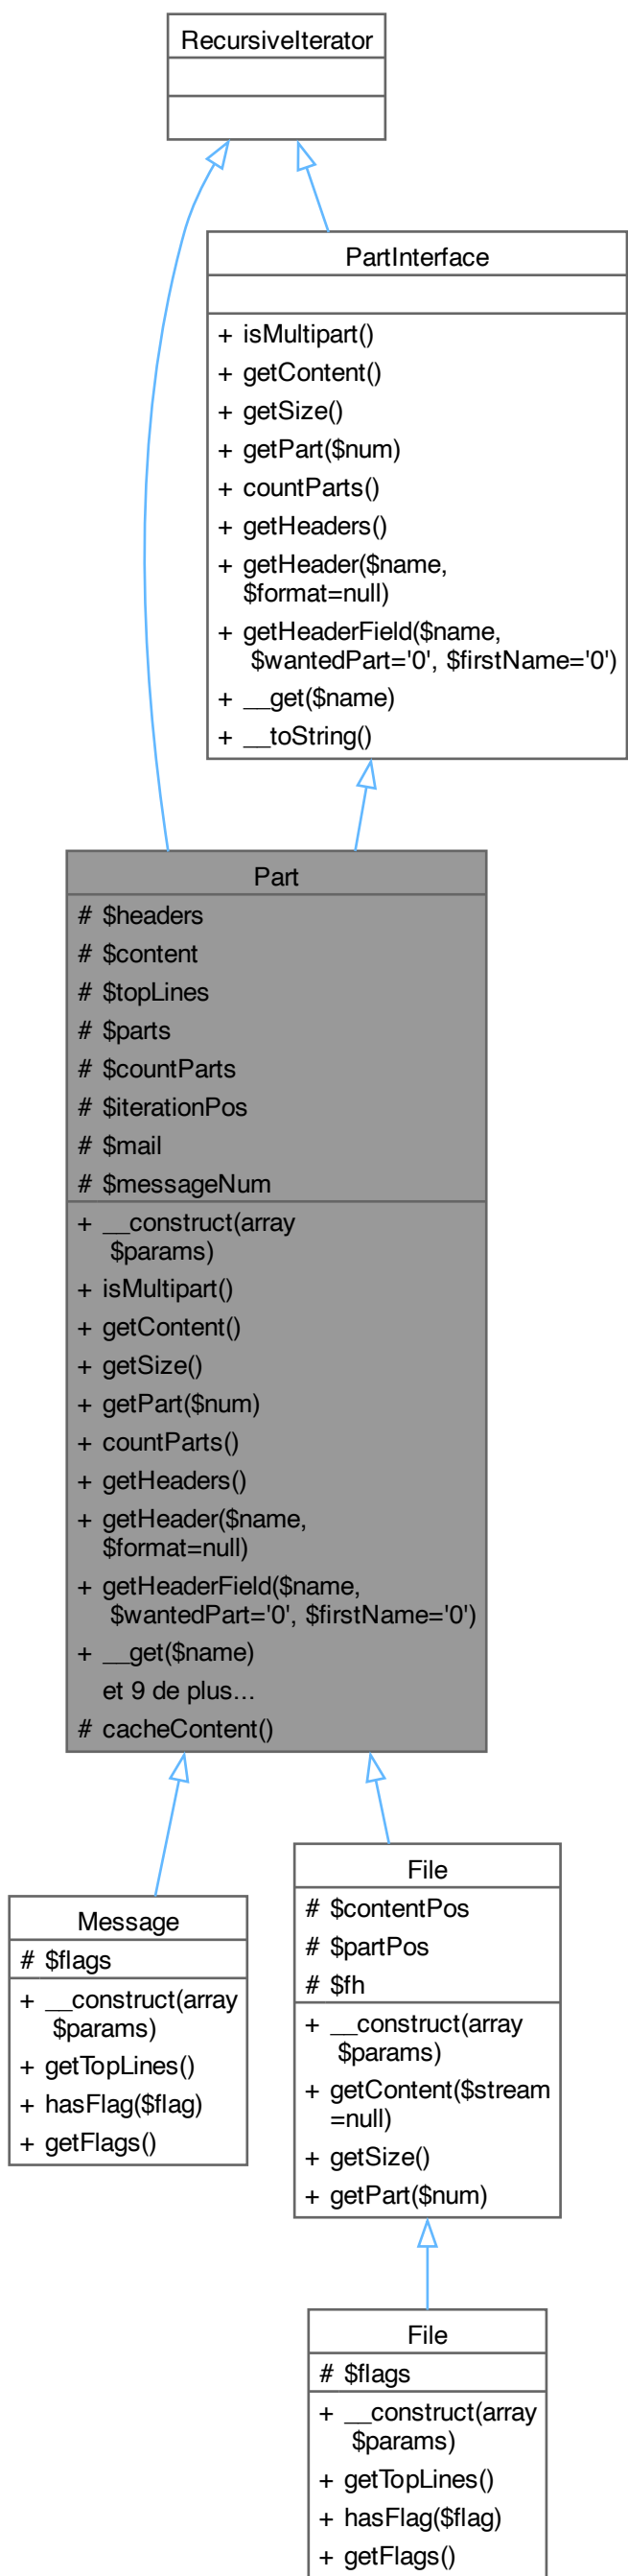 RecursiveIterator
PartInterface
+ isMultipart()
+ getContent()
+ getSize()
+ getPart($num)
+ countParts()
+ getHeaders()
+ getHeader($name,
$format=null)
+ getHeaderField($name,
$wantedPart='0', $firstName='0')
+ __get($name)
+ __toString()
Part
# $headers
# $content
# $topLines
# $parts
# $countParts
# $iterationPos
# $mail
# $messageNum
+ __construct(array
$params)
+ isMultipart()
+ getContent()
+ getSize()
+ getPart($num)
+ countParts()
+ getHeaders()
+ getHeader($name,
$format=null)
+ getHeaderField($name,
$wantedPart='0', $firstName='0')
+ __get($name)
et 9 de plus...
# cacheContent()
Message
# $flags
+ __construct(array
$params)
+ getTopLines()
+ hasFlag($flag)
+ getFlags()
File
# $contentPos
# $partPos
# $fh
+ __construct(array
$params)
+ getContent($stream
=null)
+ getSize()
+ getPart($num)
File
# $flags
+ __construct(array
$params)
+ getTopLines()
+ hasFlag($flag)
+ getFlags()